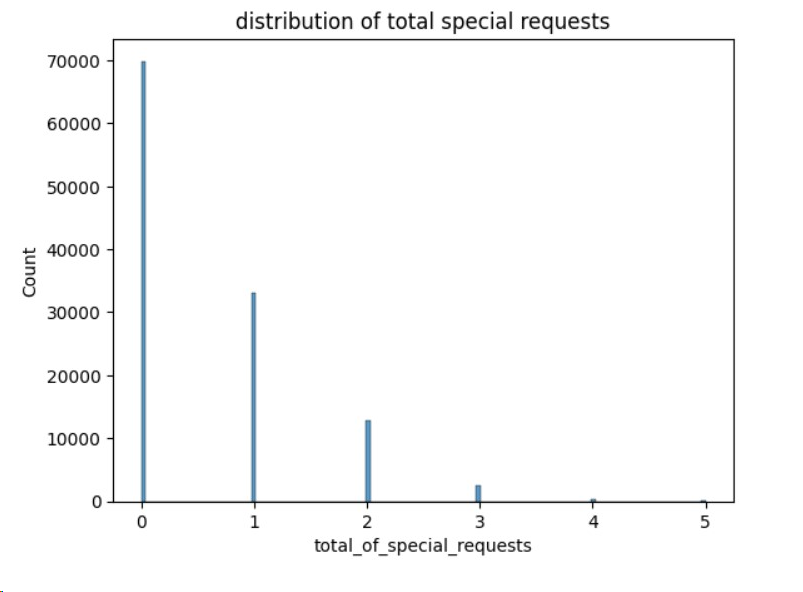 distribution of total special requests
70000
60000
50000
40000
30000
20000
10000
0
Count
0 1 2 3 4 5
total_of_special_requests